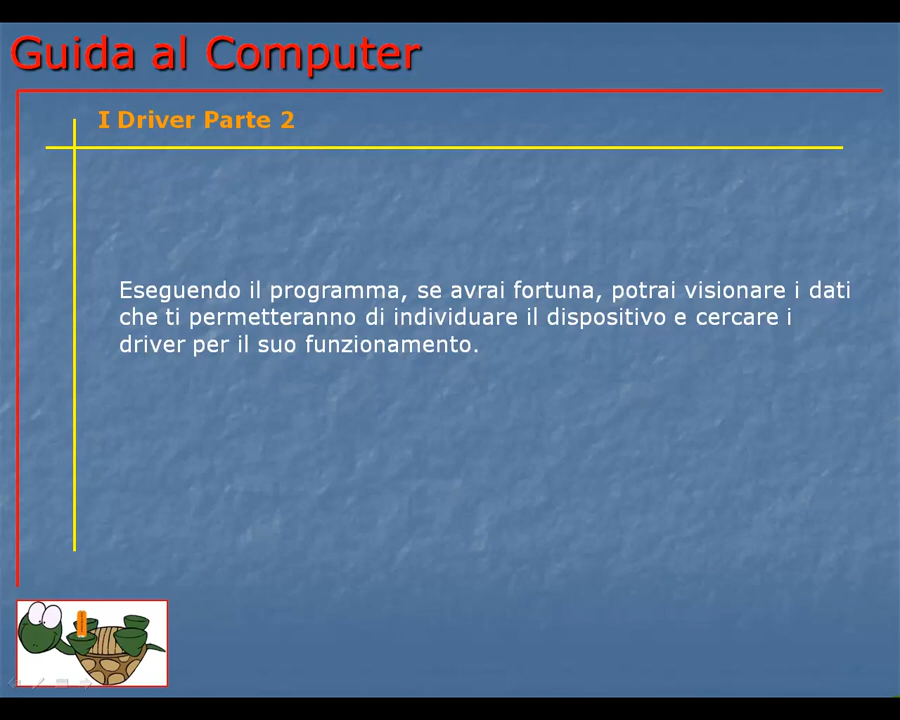 Guida al Computer
I Driver Parte 2
Eseguendo il programma, se avrai fortuna, potrai visionare i dati
che ti permetteranno di individuare il dispositivo e cercare i
driver per il suo funzionamento.